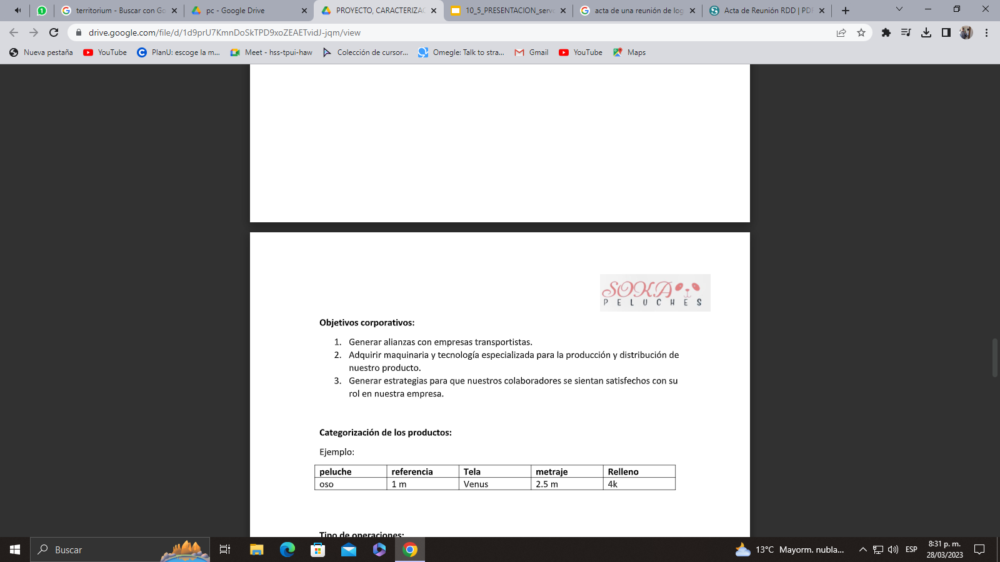 territorium - Buscar con Go
pc - Google Drive
PROYECTO, CARACTERIZAC
10_5_PRESENTACION_servo
acta de una reunión de log
Acta de Reunión RDD | PDF
drive.google.com/file/d/1d9prU7KmnDoSkTPD9xoZEAETvidJ-jqm/view
Nueva pestaña
YouTube
PlanU: escoge la m...
Meet - hss-tpui-haw
Colección de cursor...
Omegle: Talk to stra...
Gmail
YouTube
Maps
SOKA
PELUCHES
Objetivos corporativos:
1. Generar alianzas con empresas transportistas.
2. Adquirir maquinaria y tecnología especializada para la producción y distribución de
nuestro producto.
3. Generar estrategias para que nuestros colaboradores se sientan satisfechos con su
rol en nuestra empresa.
Categorización de los productos:
Ejemplo:
peluche referencia Tela metraje Relleno
oso 1 m Venus 2.5 m 4k
Tipo de operaciones:
Buscar
13°C Mayorm. nubla...
ESP
8:31 p. m.
28/03/2023